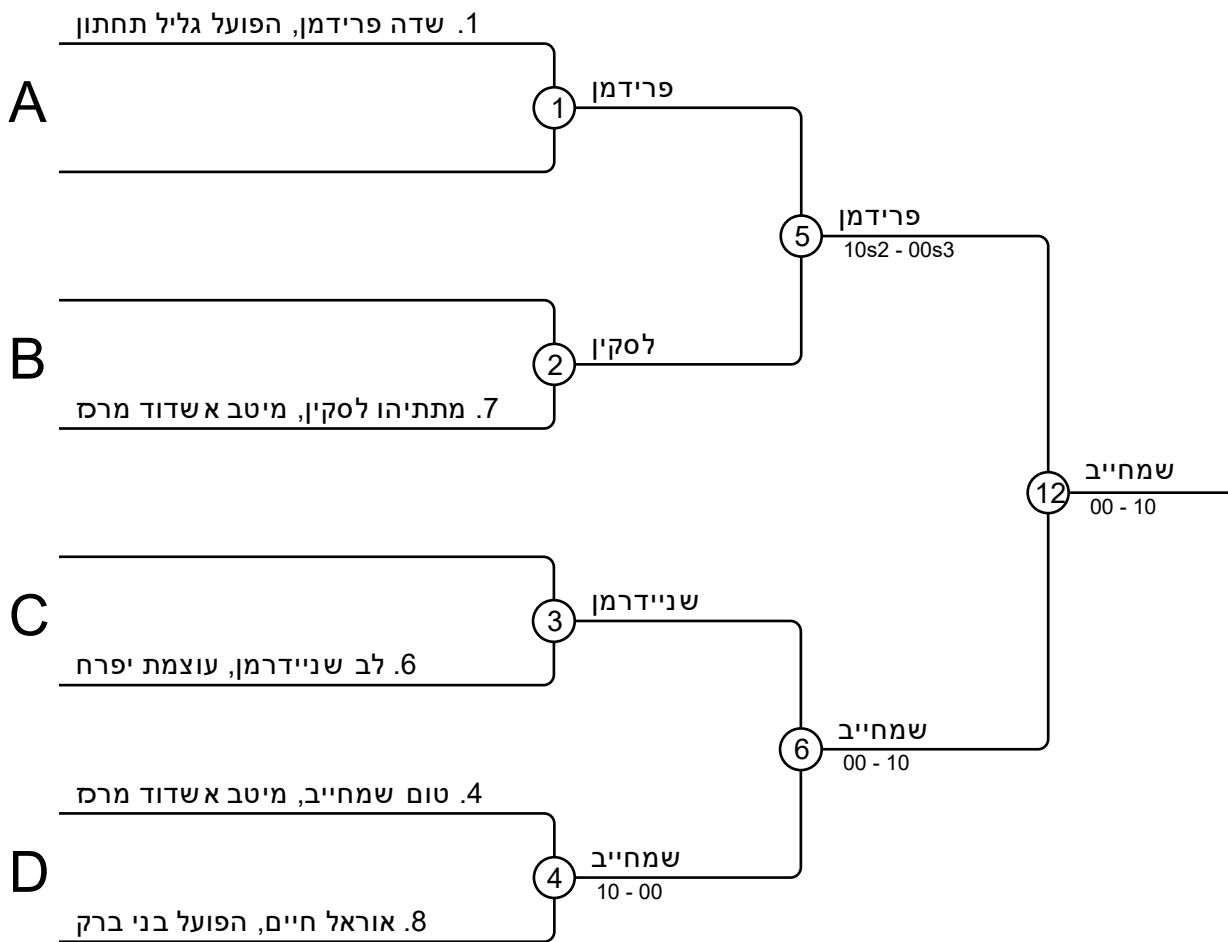 1. שדה פרידמן, הפועל גליל תחתון
A
1
פרידמן
5
פרידמן
10s2 - 00s3
B
2
לסקין
7. מתתיהו לסקין, מיטב אשדוד מרכז
12
שמחייב
00 - 10
C
3
שניידרמן
6. לב שניידרמן, עוצמת יפרח
6
שמחייב
00 - 10
4. טום שמחייב, מיטב אשדוד מרכז
D
4
שמחייב
10 - 00
8. אוראל חיים, הפועל בני ברק